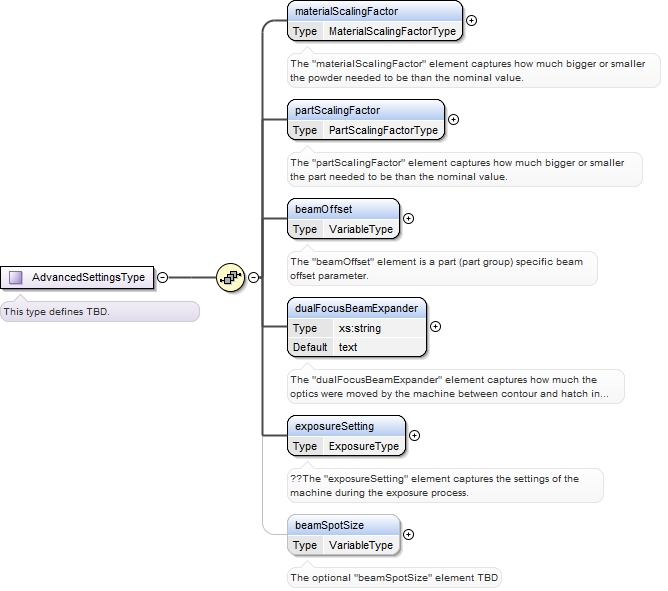 materialScalingFactor
Type MaterialScalingFactorType
The "materialScalingFactor" element captures how much bigger or smaller
the powder needed to be than the nominal value.
partScalingFactor
Type PartScalingFactorType
The "partScalingFactor" element captures how much bigger or smaller
the part needed to be than the nominal value.
beamOffset
Type VariableType
The "beamOffset" element is a part (part group) specific beam
offset parameter.
AdvancedSettingsType
This type defines TBD.
dualFocusBeamExpander
Type xs:string
Default text
The "dualFocusBeamExpander" element captures how much the
optics were moved by the machine between contour and hatch in...
exposureSetting
Type ExposureType
??The "exposureSetting" element captures the settings of the
machine during the exposure process.
beamSpotSize
Type VariableType
The optional "beamSpotSize" element TBD